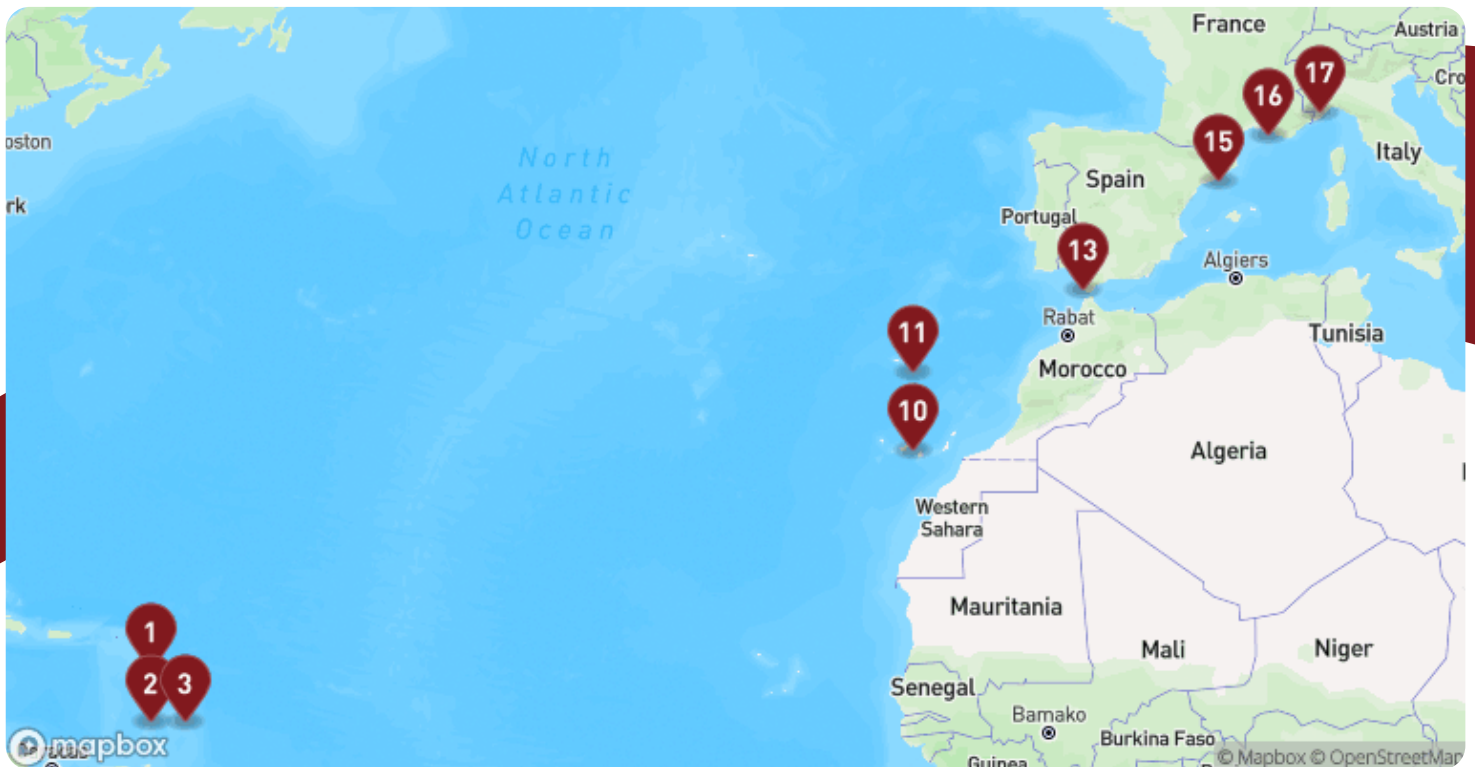 France
Austria
Cro
17
16
oston
North
15
Italy
Spain
Atlantic
rk
Portugal
Ocean
13
Algiers
Rabat
11
Tunisia
Morocco
10
Algeria
Western
Sahara
Mauritania
1
Mali
Niger
2
3
Senegal
Bamako
Burkina Faso
mapbox
© Mapbox © OpenStreetMap
Guinea